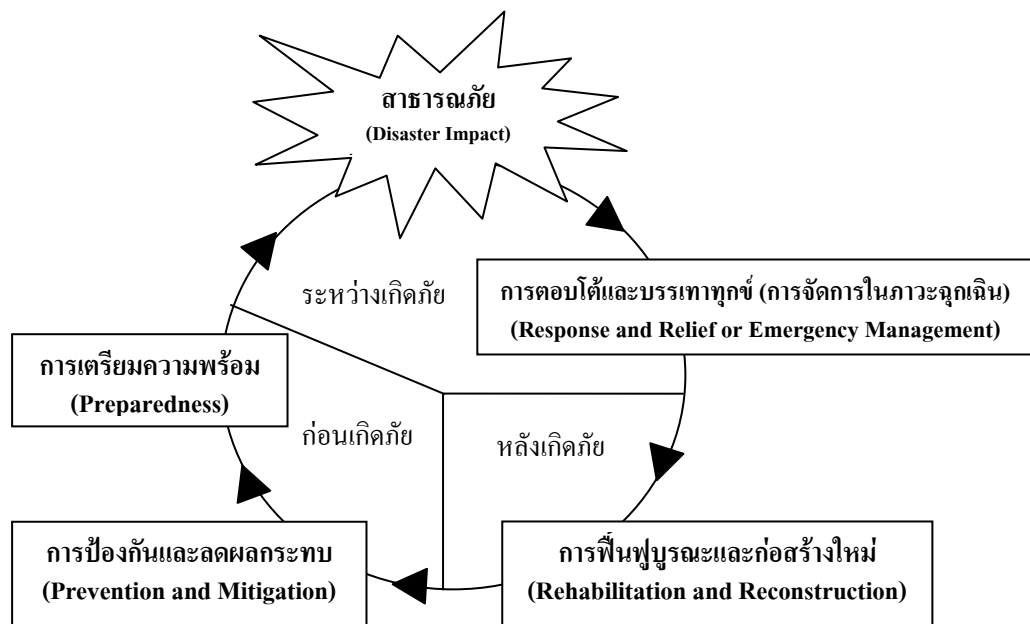 สาธารณภัย
(Disaster Impact)
ระหว่างเกิดภัย
การตอบโต้และบรรเทาทุกข์ (การจัดการในภาวะฉุกเฉิน)
(Response and Relief or Emergency Management)
การเตรียมความพร้อม
(Preparedness)
ก่อนเกิดภัย
หลังเกิดภัย
การป้องกันและลดผลกระทบ
(Prevention and Mitigation)
การฟื้นฟูบูรณะและก่อสร้างใหม่
(Rehabilitation and Reconstruction)